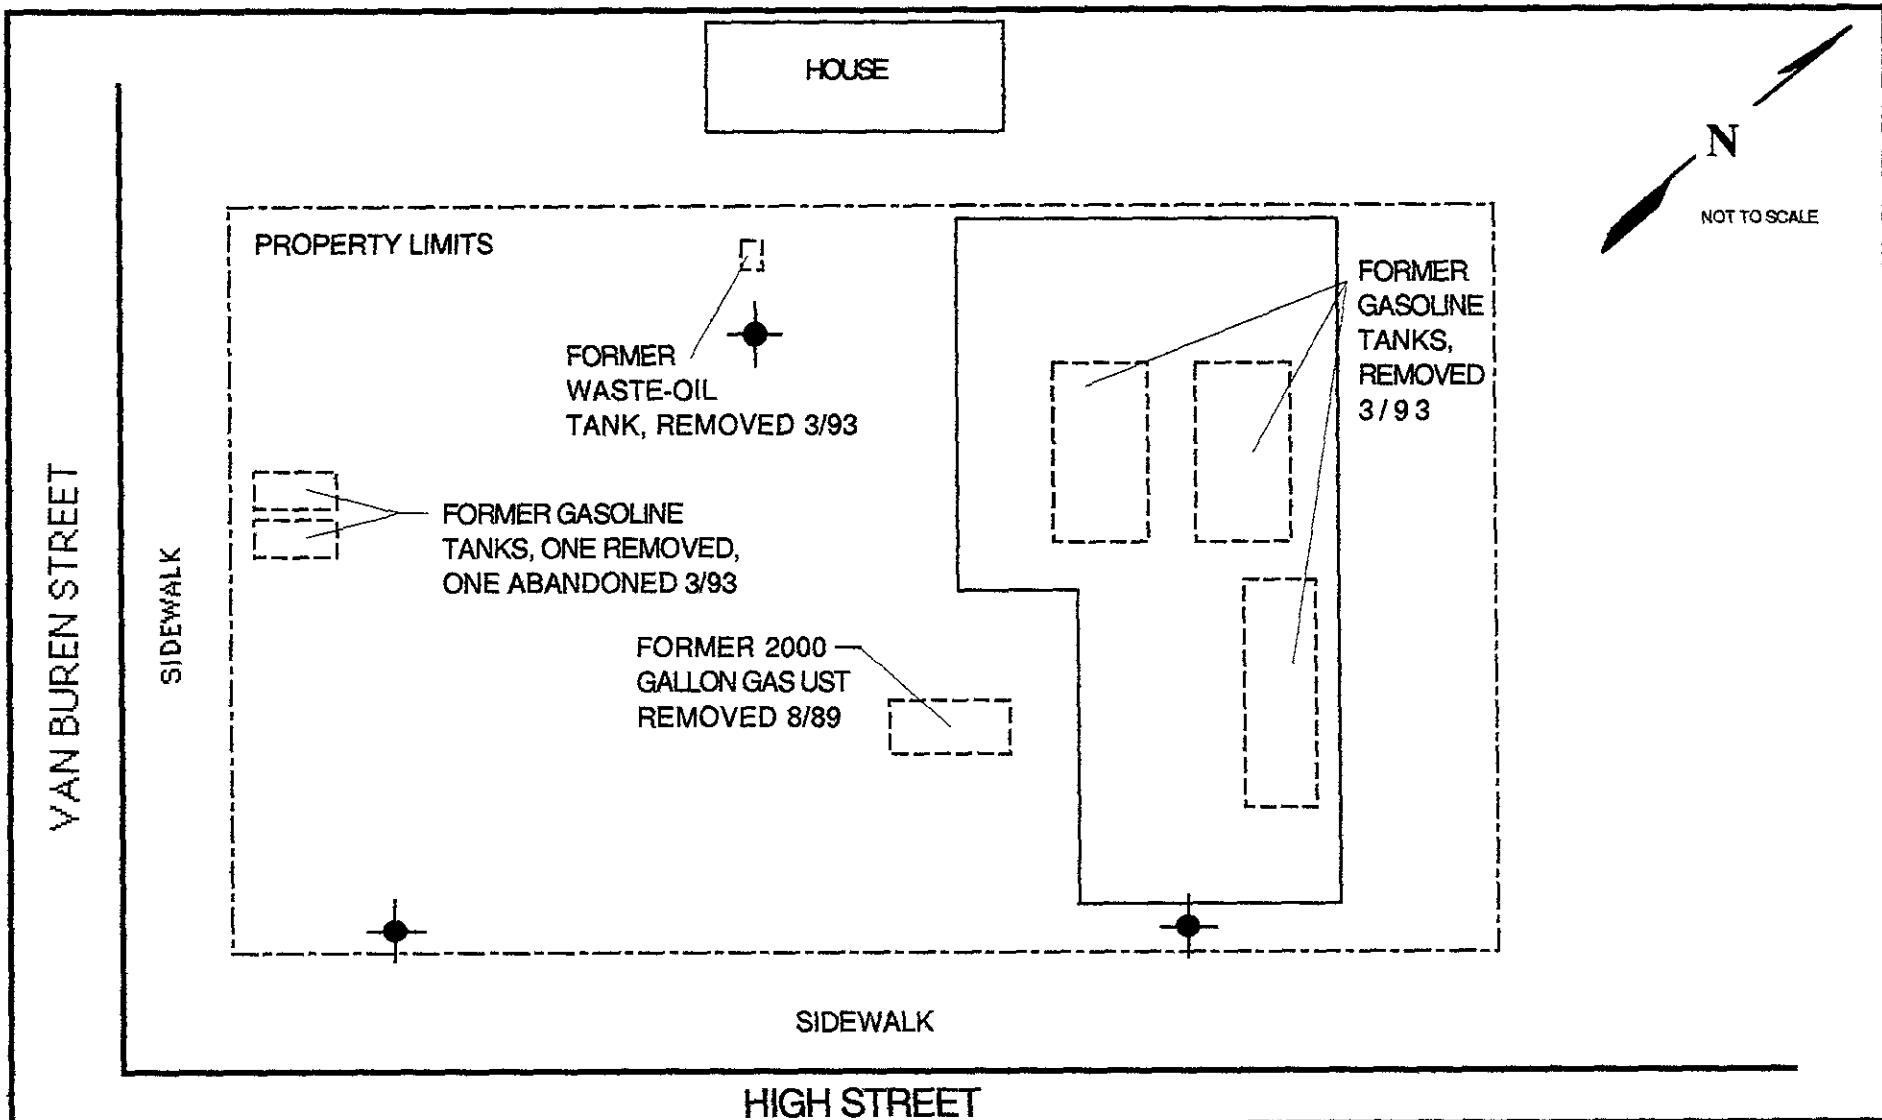 HOUSE
N
NOT TO SCALE
PROPERTY LIMITS
FORMER
GASOLINE
TANKS,
REMOVED
3/93
FORMER
WASTE-OIL
TANK, REMOVED 3/93
FORMER GASOLINE
TANKS, ONE REMOVED,
ONE ABANDONED 3/93
VAN BUREN STREET
SIDEWALK
FORMER 2000
GALLON GAS UST
REMOVED 8/89
SIDEWALK
HIGH STREET